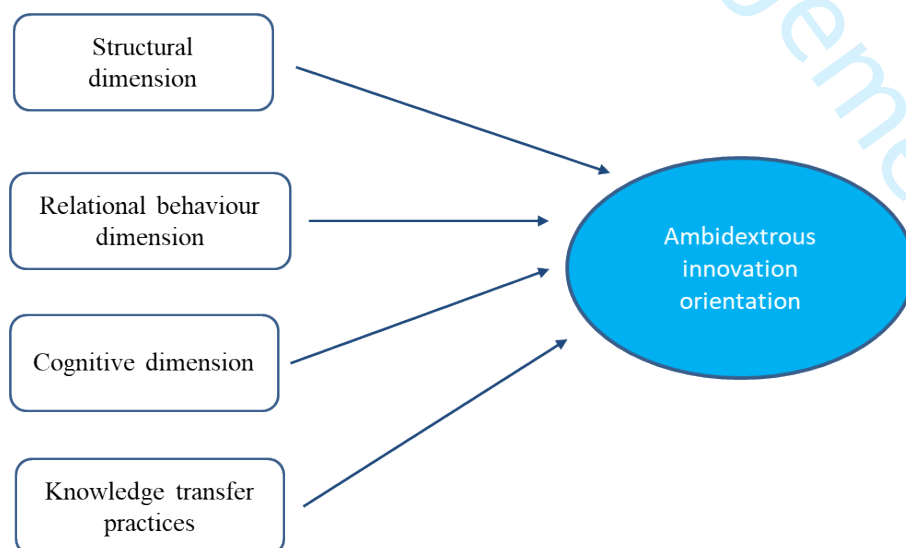 Structural
dimension
Relational behaviour
dimension
Cognitive dimension
Knowledge transfer
practices
Ambidextrous
innovation
orientation